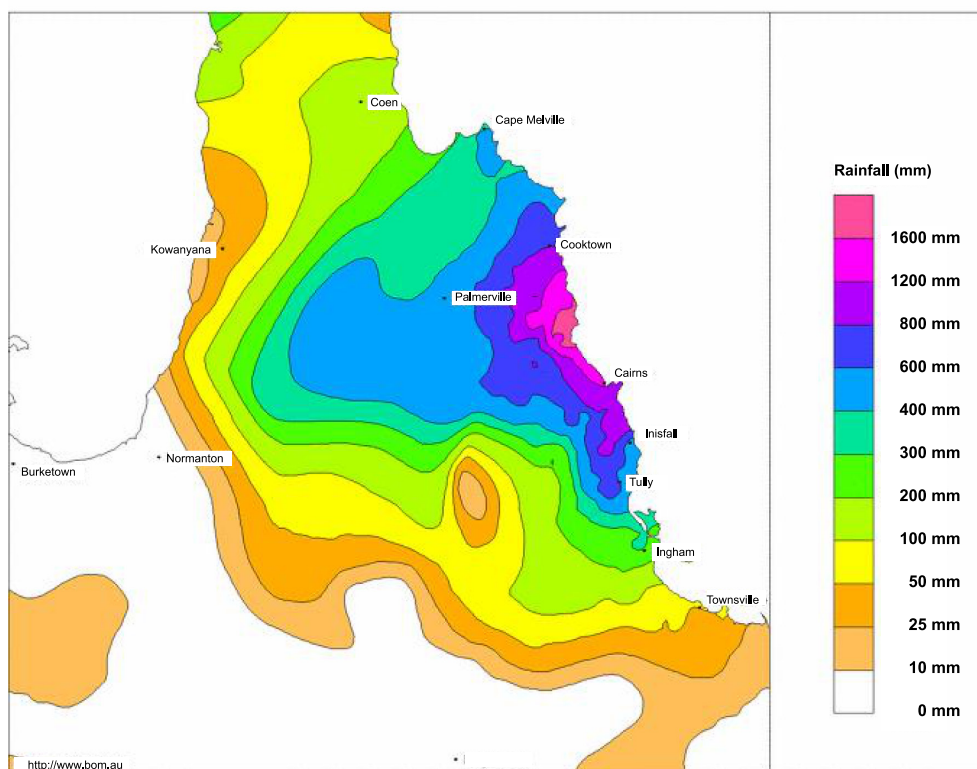 Coen
Cape Melville
Kowanyana
Cooktown
Palmerville
Cairns
Inisfall
Normanton
Burketown
Tully
Ingham
Townsville
http://www.bom.au
Rainfall (mm)
1600 mm
1200 mm
800 mm
600 mm
400 mm
300 mm
200 mm
100 mm
50 mm
25 mm
10 mm
0 mm